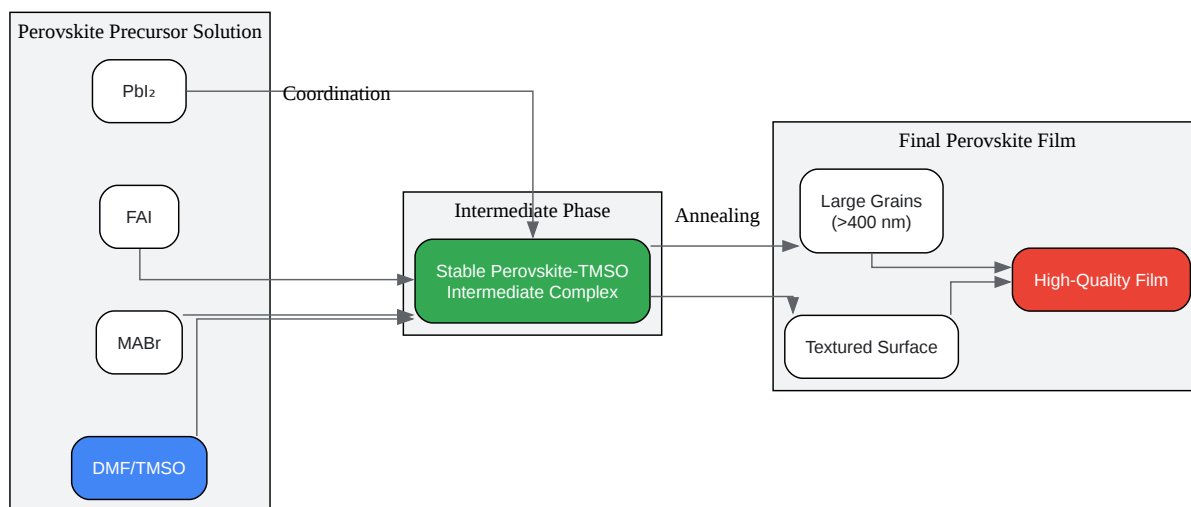 Perovskite Precursor Solution
PbI₂
Coordination
FAI
MABr
DMF/TMSO
Intermediate Phase
Stable Perovskite-TMSO
Intermediate Complex
Annealing
Final Perovskite Film
Large Grains
(>400 nm)
Textured Surface
High-Quality Film